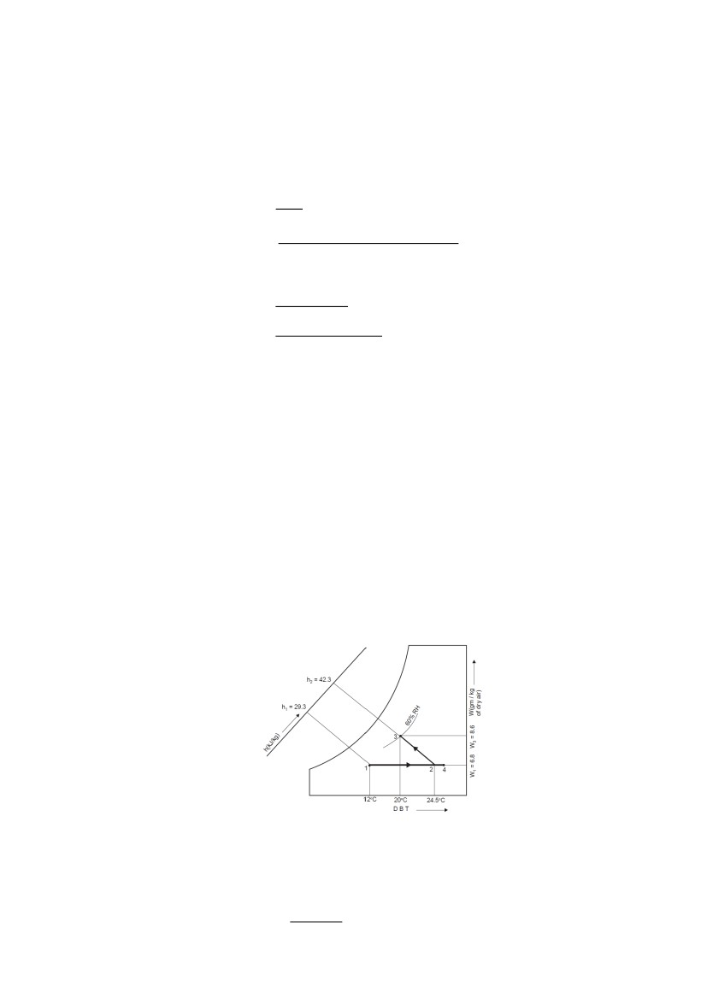 h₂ = 42.3
h₁ = 29.3
h(kJ/kg)
60% RH
3
1
2
4
W(gm / kg
of dry air)
W₃ = 8.6
W₁ = 6.8
12°C
20°C
24.5°C
D B T